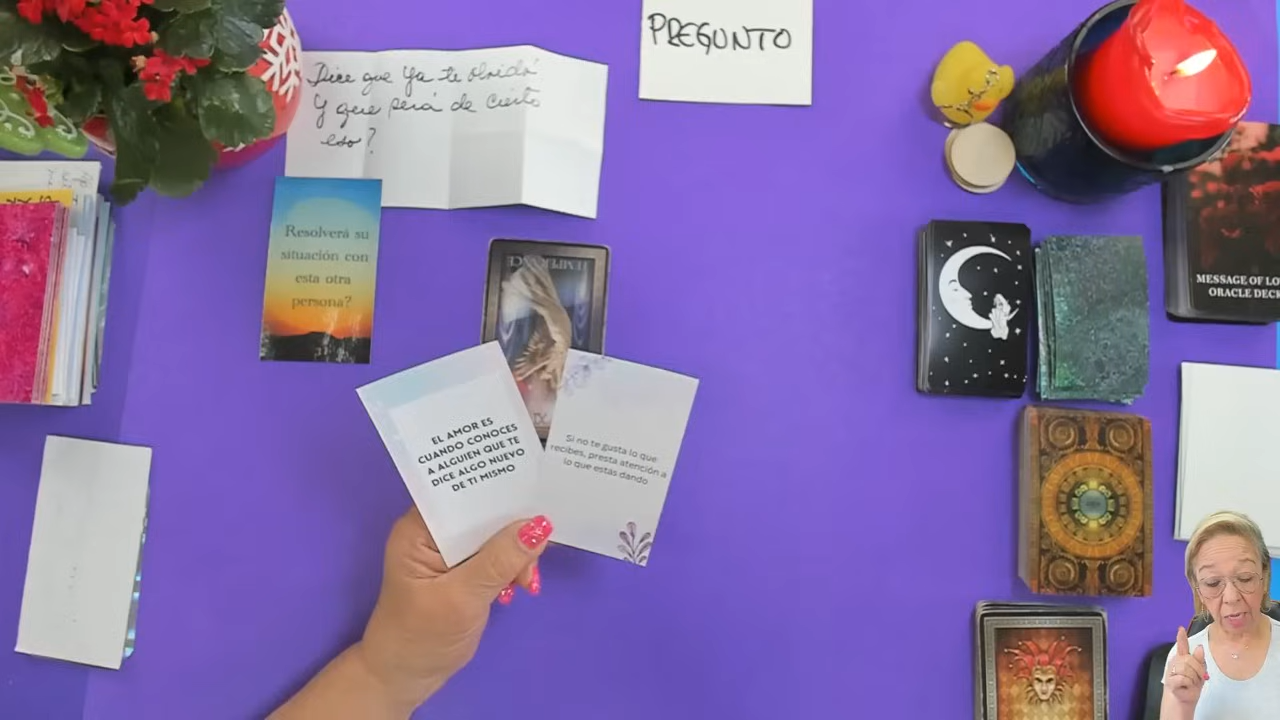 PREGUNTO
Dice que ya te olvidó
Y que será de cierto
eso?
Resolverá su
situación con
esta otra
persona?
TEMPERANCE
EL AMOR ES
CUANDO CONOCES
A ALGUIEN QUE TE
DICE ALGO NUEVO
DE TI MISMO
Si no te gusta lo que
recibes, presta atención a
lo que estás dando
MESSAGE OF LO
ORACLE DEC